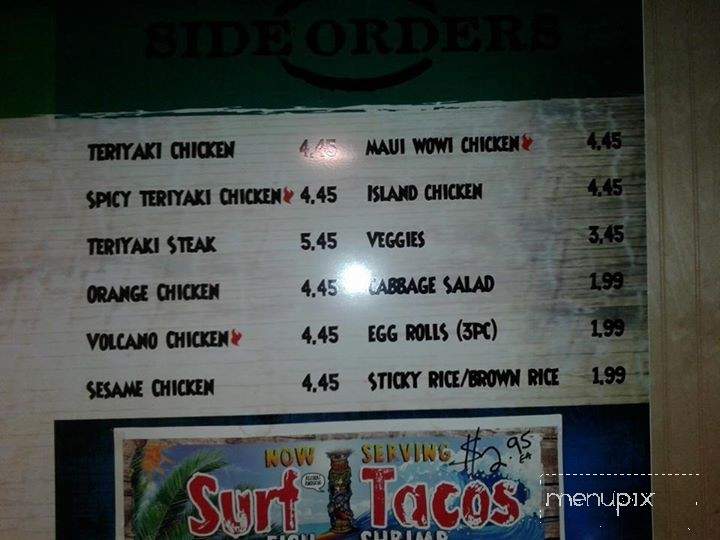 SIDE ORDERS
TERIYAKI CHICKEN 4.45
SPICY TERIYAKI CHICKEN 4.45
TERIYAKI STEAK 5.45
ORANGE CHICKEN 4.45
VOLCANO CHICKEN 4.45
SESAME CHICKEN 4.45
MAUI WOWI CHICKEN 4.45
ISLAND CHICKEN 4.45
VEGGIES 3.45
CABBAGE SALAD 1.99
EGG ROLLS (3PC) 1.99
STICKY RICE/BROWN RICE 1.99
NOW SERVING $2.95 EA
Surf Tacos
FISH SHRIMP
menupix